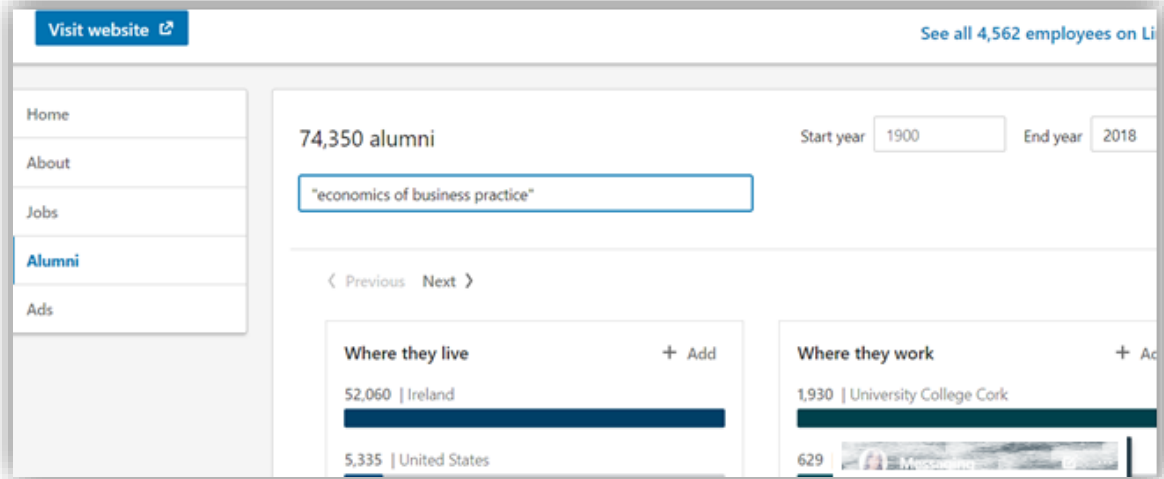 Visit website
See all 4,562 employees on Li
Home
About
Jobs
Alumni
Ads
74,350 alumni
Start year 1900 End year 2018
"economics of business practice"
Previous Next
Where they live + Add
52,060 | Ireland
5,335 | United States
Where they work + Ad
1,930 | University College Cork
629
Messaging